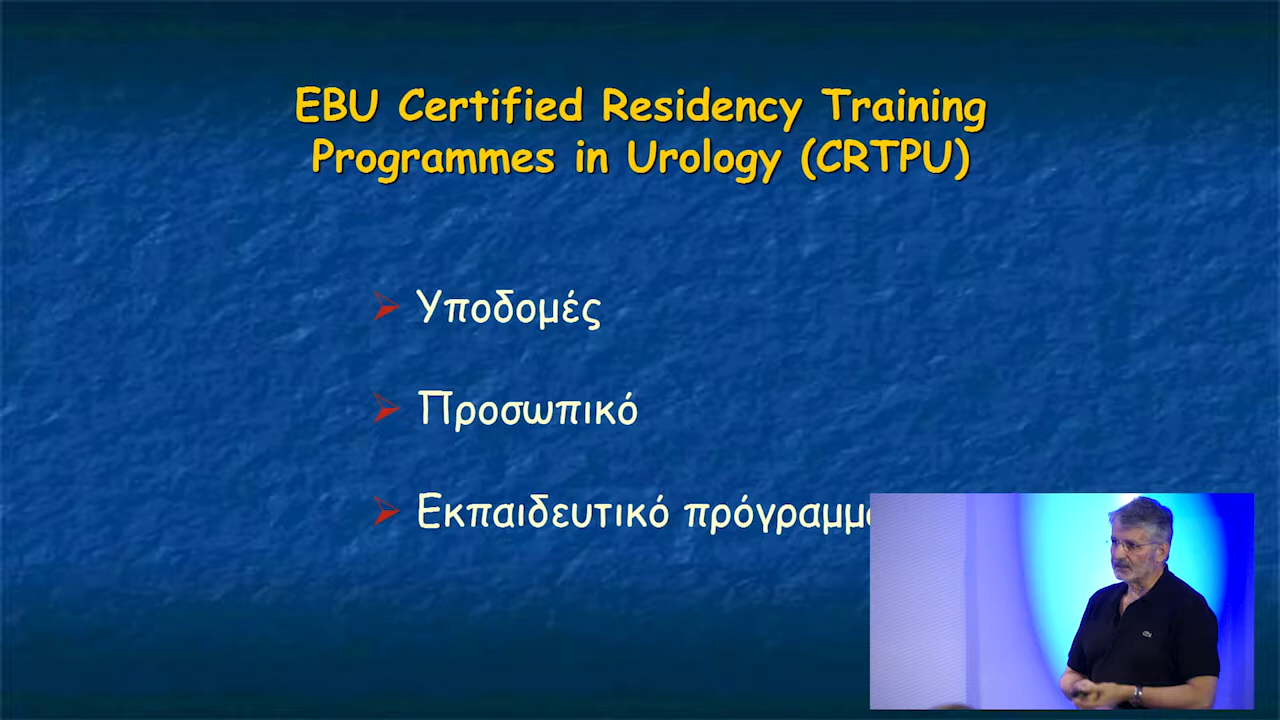 EBU Certified Residency Training
Programmes in Urology (CRTPU)
Υποδομές
Προσωπικό
Εκπαιδευτικό